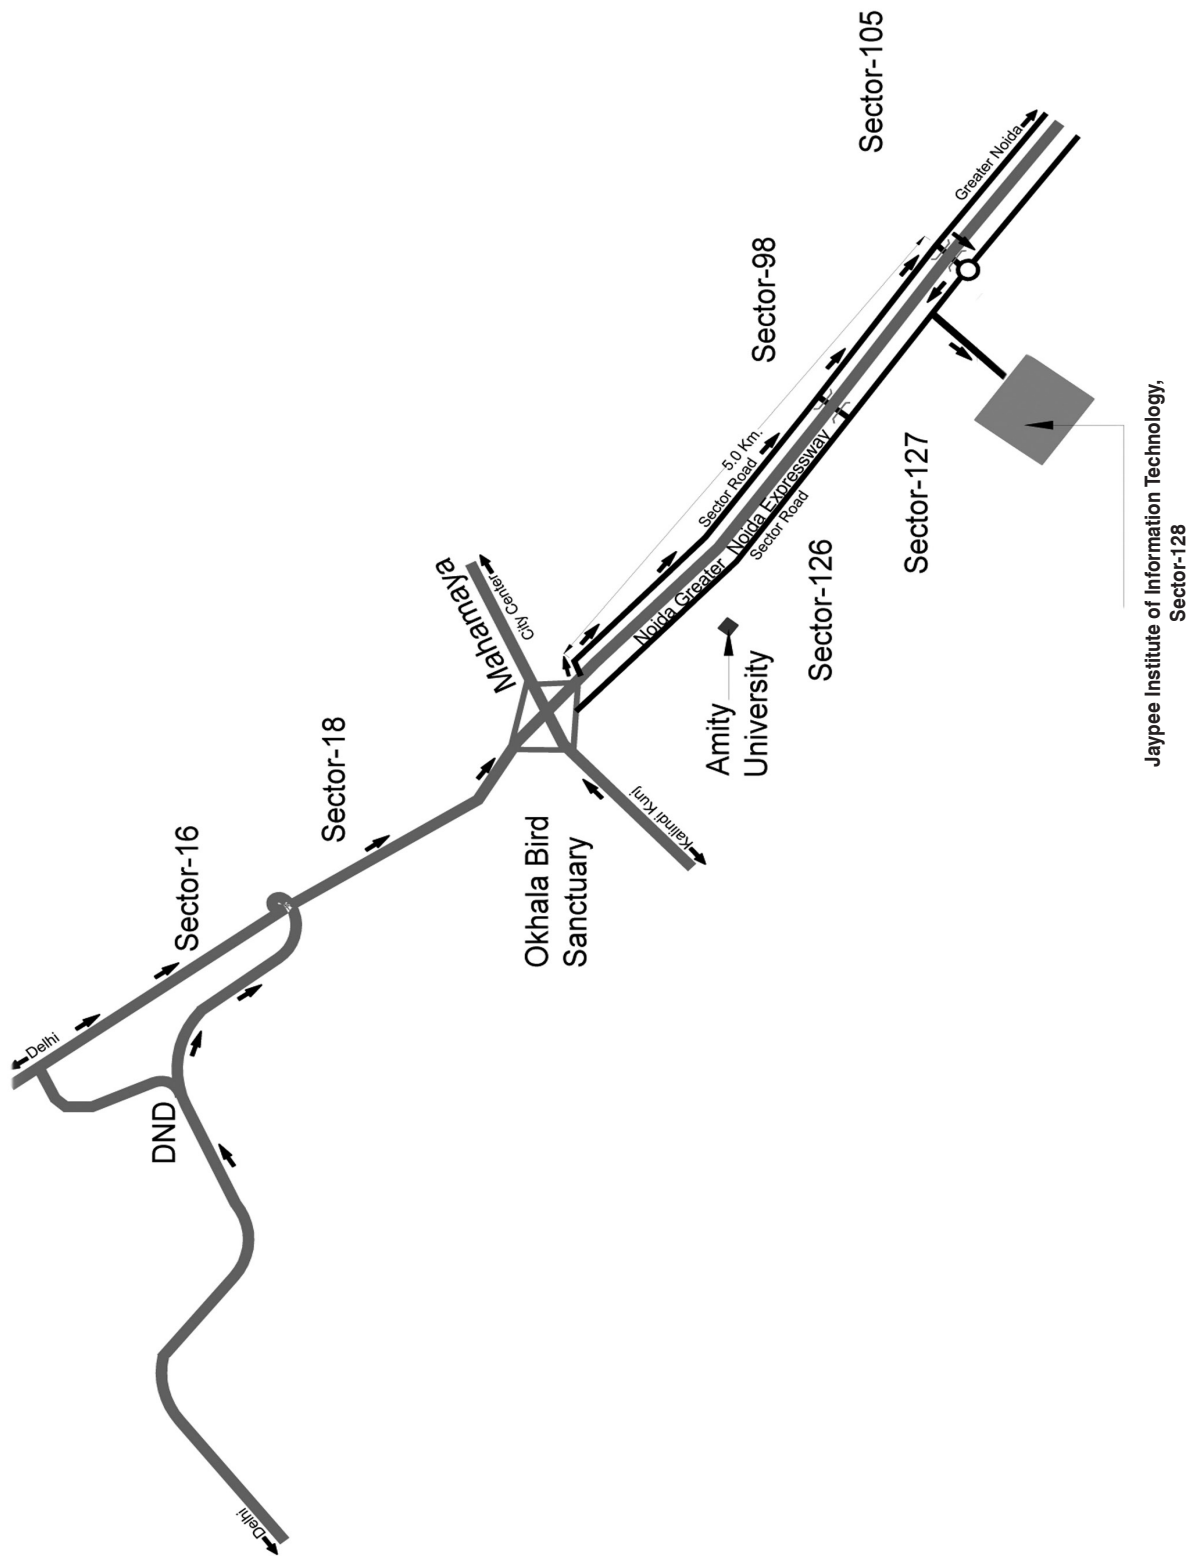 Delhi
DND
Delhi
Sector-16
Sector-18
Okhala Bird
Sanctuary
Mahamaya
City Center
Kalindi Kunj
Amity
University
Noida Greater Noida Expressway
Sector Road
Sector Road
5.0 Km.
Sector-126
Sector-127
Sector-98
Sector-105
Greater Noida
Jaypee Institute of Information Technology,
Sector-128